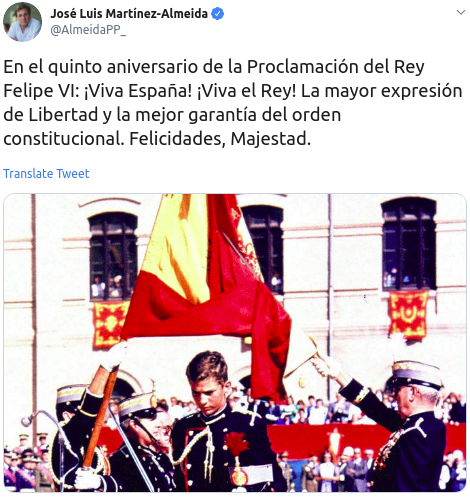 José Luis Martínez-Almeida
@AlmeidaPP_
En el quinto aniversario de la Proclamación del Rey
Felipe VI: ¡Viva España! ¡Viva el Rey! La mayor expresión
de Libertad y la mejor garantía del orden
constitucional. Felicidades, Majestad.
Translate Tweet